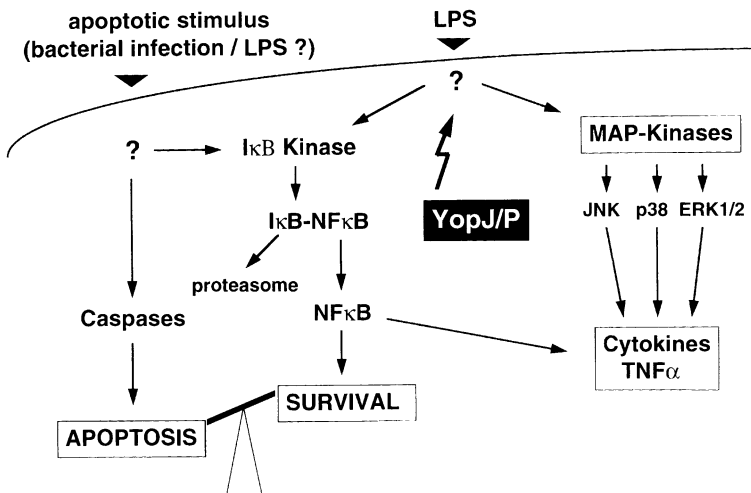 apoptotic stimulus
(bacterial infection / LPS ?)
LPS
?
?
IκB Kinase
MAP-Kinases
IκB-NFκB
YopJ/P
JNK p38 ERK1/2
proteasome
Caspases
NFκB
Cytokines
TNFα
APOPTOSIS
SURVIVAL